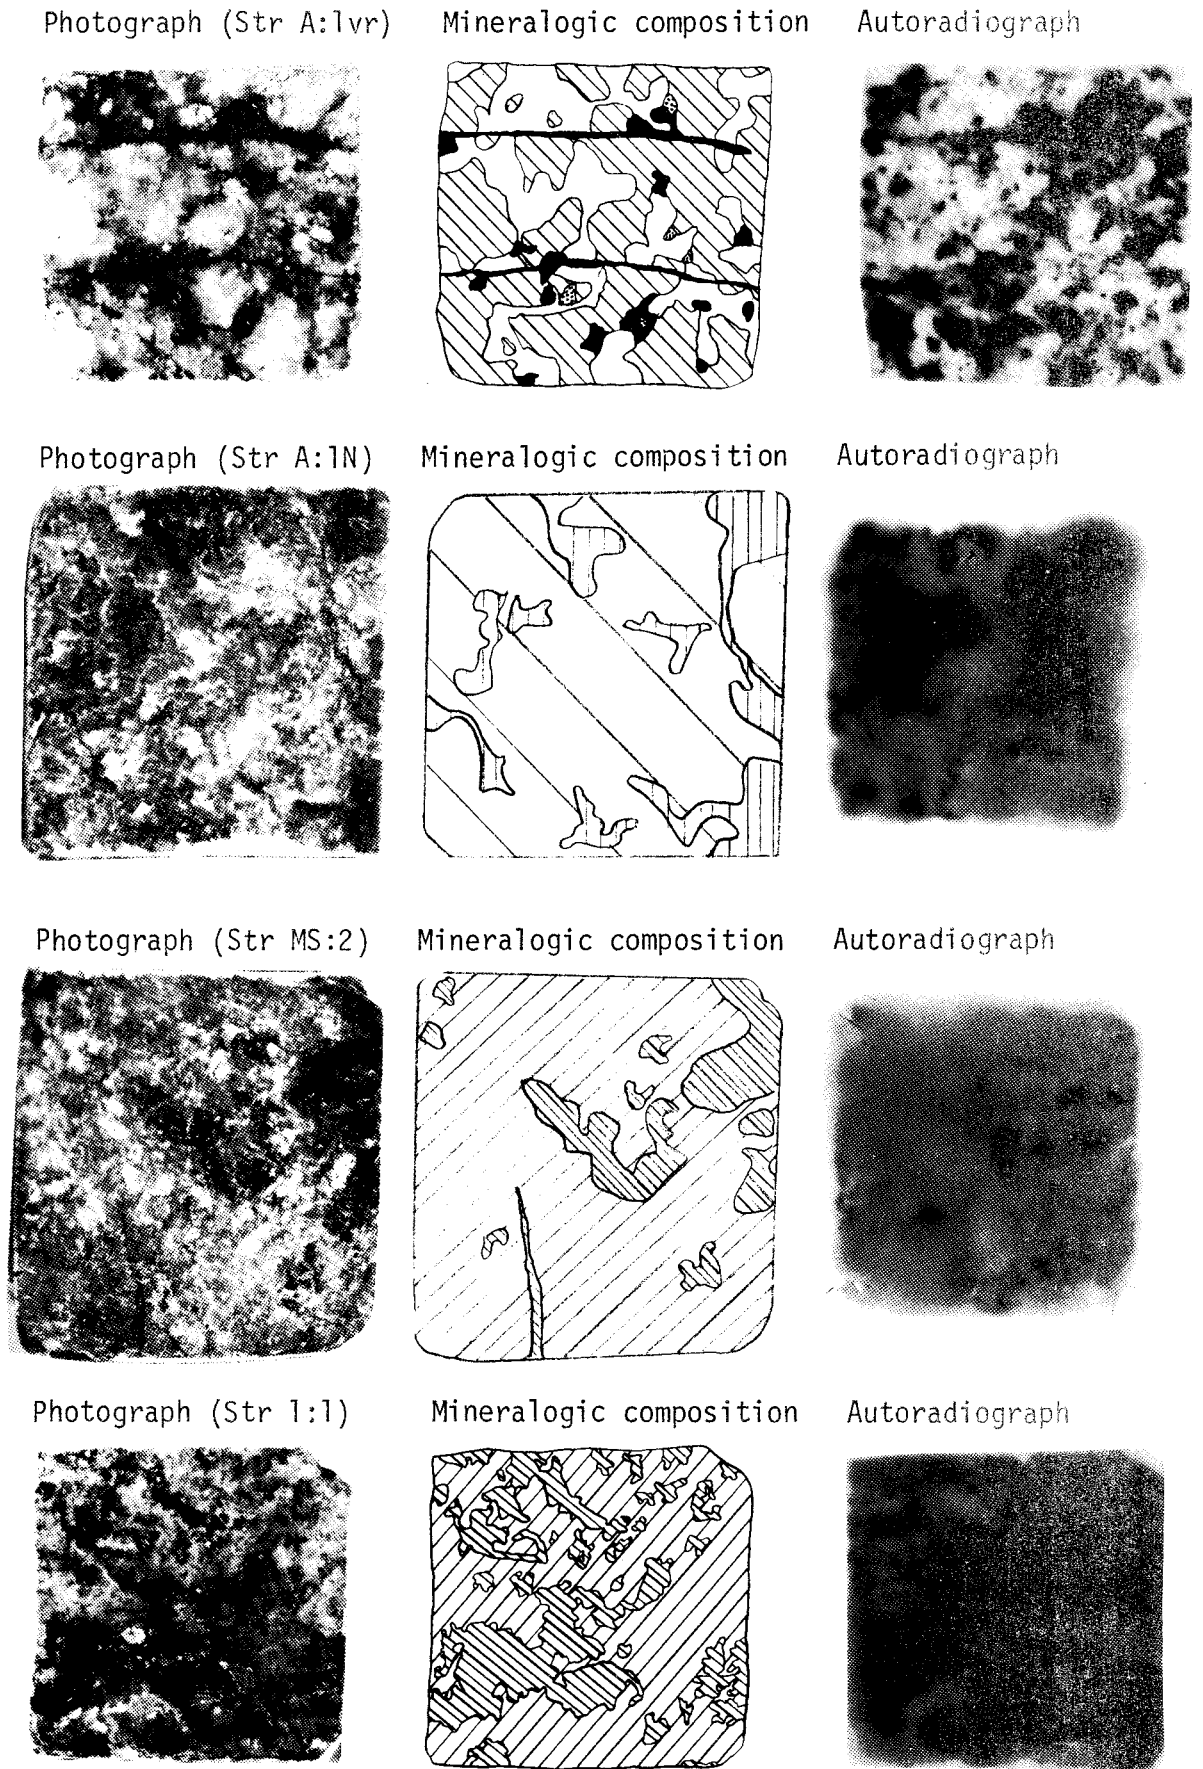 Photograph (Str A:1vr) Mineralogic composition Autoradiograph
Photograph (Str A:1N) Mineralogic composition Autoradiograph
Photograph (Str MS:2) Mineralogic composition Autoradiograph
Photograph (Str 1:1) Mineralogic composition Autoradiograph